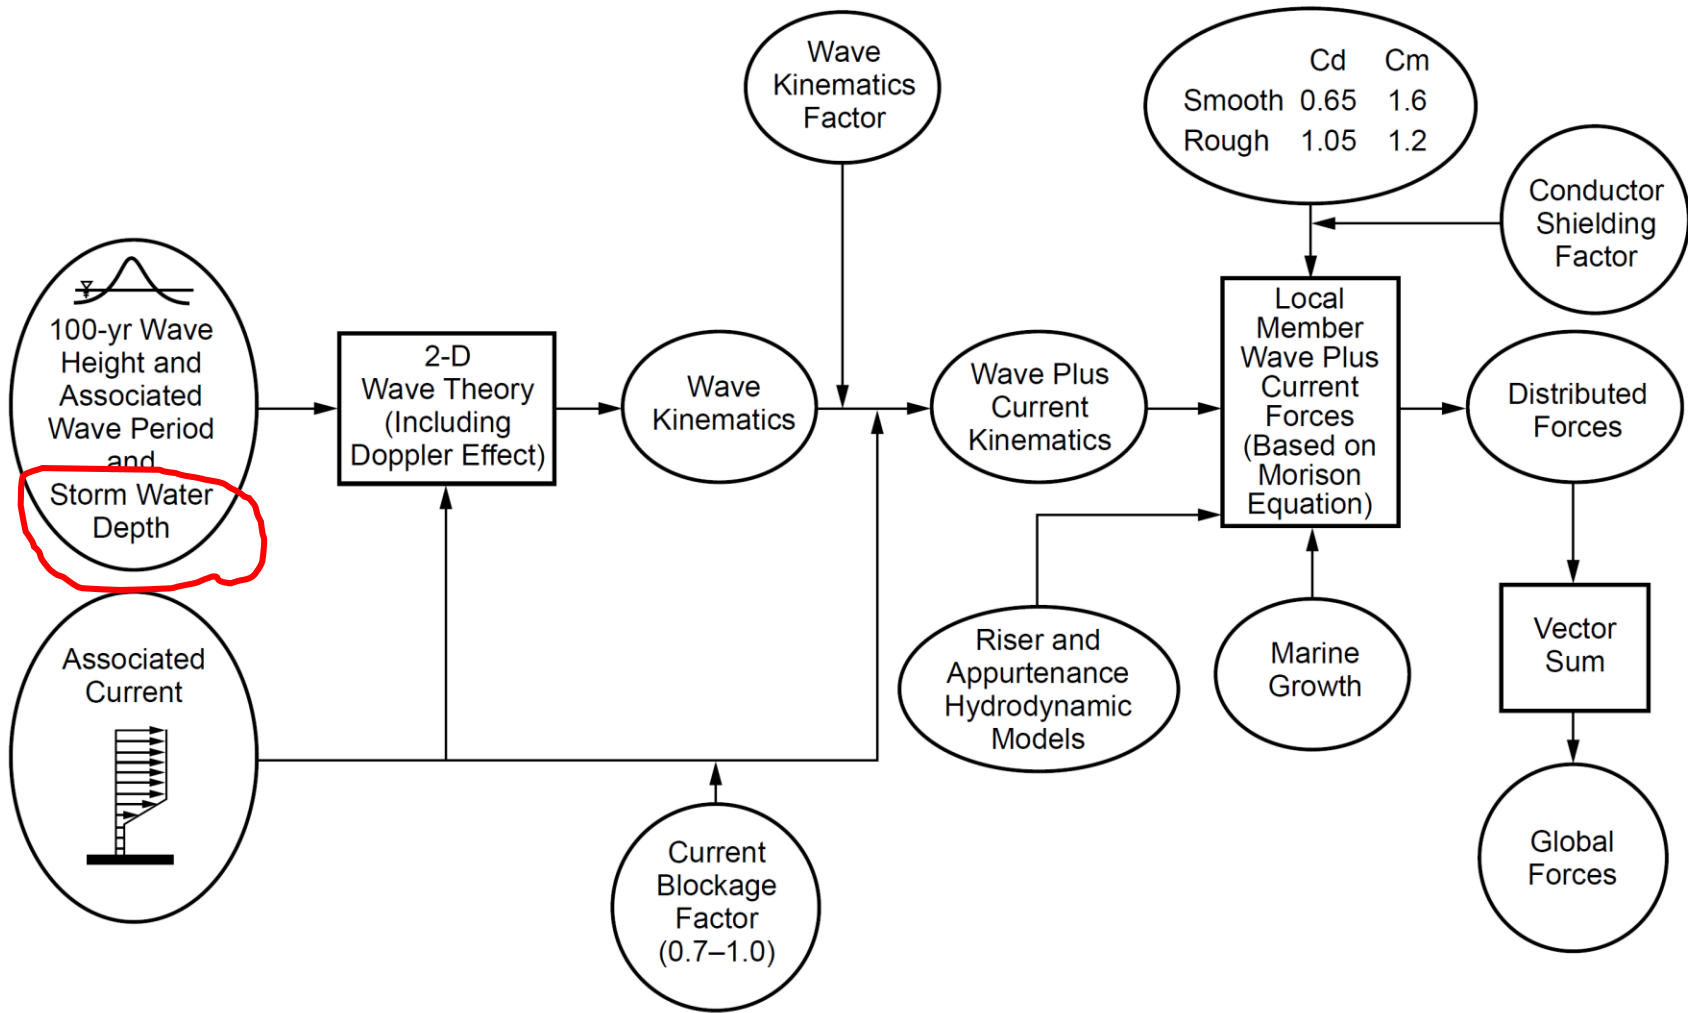 Wave
Kinematics
Factor
Cd Cm
Smooth 0.65 1.6
Rough 1.05 1.2
Conductor
Shielding
Factor
100-yr Wave
Height and
Associated
Wave Period
and
Storm Water
Depth
2-D
Wave Theory
(Including
Doppler Effect)
Wave
Kinematics
Wave Plus
Current
Kinematics
Local
Member
Wave Plus
Current
Forces
(Based on
Morison
Equation)
Distributed
Forces
Associated
Current
Current
Blockage
Factor
(0.7–1.0)
Riser and
Appurtenance
Hydrodynamic
Models
Marine
Growth
Vector
Sum
Global
Forces